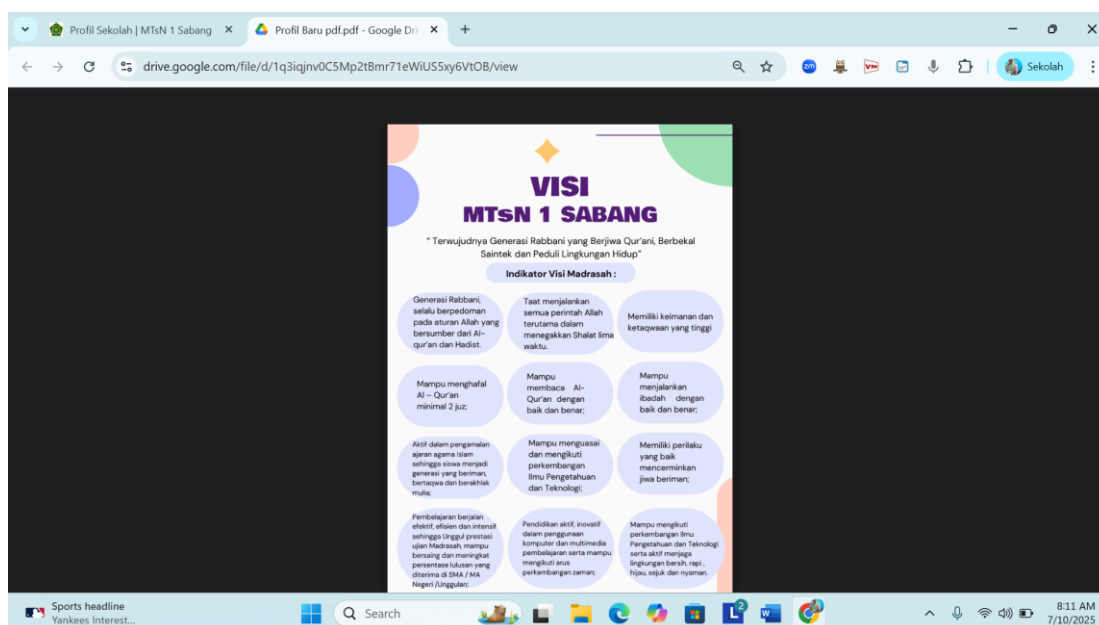 Profil Sekolah | MTsN 1 Sabang
Profil Baru pdf.pdf - Google Dri
drive.google.com/file/d/1q3iqjnv0C5Mp2tBmr71eWiUS5xy6VtOB/view
Sekolah
VISI
MTsN 1 SABANG
" Terwujudnya Generasi Rabbani yang Berjiwa Qur'ani, Berbekal
Saintek dan Peduli Lingkungan Hidup"
Indikator Visi Madrasah :
Generasi Rabbani,
selalu berpedoman
pada aturan Allah yang
bersumber dari Al-
qur'an dan Hadist.
Taat menjalankan
semua perintah Allah
terutama dalam
menegakkan Shalat lima
waktu.
Memiliki keimanan dan
ketaqwaan yang tinggi
Mampu menghafal
Al – Qur'an
minimal 2 juz;
Mampu
membaca Al-
Qur'an dengan
baik dan benar;
Mampu
menjalankan
ibadah dengan
baik dan benar;
Aktif dalam pengamalan
ajaran agama Islam
sehingga siswa menjadi
generasi yang beriman,
bertaqwa dan berakhlak
mulia;
Mampu menguasai
dan mengikuti
perkembangan
Ilmu Pengetahuan
dan Teknologi;
Memiliki perilaku
yang baik
mencerminkan
jiwa beriman;
Pembelajaran berjalan
efektif, efisien dan intensif
sehingga Unggul prestasi
ujian Madrasah, mampu
bersaing dan meningkat
persentase lulusan yang
diterima di SMA / MA
Negeri /Unggulan;
Pendidikan aktif, inovatif
dalam penggunaan
komputer dan multimedia
pembelajaran serta mampu
mengikuti arus
perkembangan zaman;
Mampu mengikuti
perkembangan Ilmu
Pengetahuan dan Teknologi
serta aktif menjaga
lingkungan bersih, rapi ,
hijau, sejuk dan nyaman.
Sports headline
Yankees Interest...
Search
8:11 AM
7/10/2025